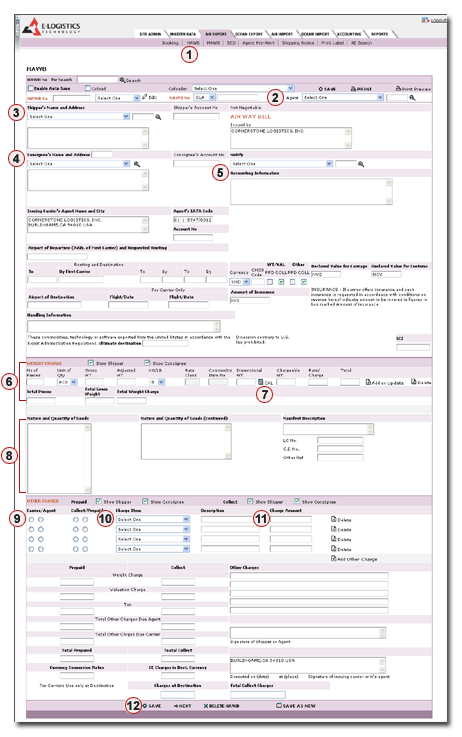 E-LOGISTICS
TECHNOLOGY
LOGOUT
SITE ADMIN MASTER DATA AIR EXPORT OCEAN EXPORT AIR IMPORT OCEAN IMPORT ACCOUNTING REPORTS
Booking | HAWB | MAWB | SED | Agent Pre-Alert | Shipping Notice | Print Label | AE Search
1
HAWB
HAWB No. For Search Search
Enable Auto Save Coload Coloader Select One SAVE PRINT Print Preview
HAWB No Select One Edit MAWB No 2 Agent Select One
3 Shipper's Name and Address Shipper's Account No Not Negotiable
Select One AIR WAY BILL
Issued by
CORNERSTONE LOGISTICS, INC
4 Consignee's Name and Address Consignee's Account No Notify
Select One 5 Select One
Accounting Information
Issuing Carrier's Agent Name and City Agent's IATA Code
CORNERSTONE LOGISTICS, INC
BURLINGAME,CA 94010 USA
Account No
Airport of Departure (Addr. of First Carrier) and Requested Routing
Routing and Destination WT/VAL Other
To By First Carrier To By To By Currency CHGS Code PPD COLL PPD COLL Declared Value for Carriage Declared Value for Customs
USD NVD NCV
For Carrier Only
Airport of Destination Flight/Date Flight/Date Amount of Insurance
XXX
INSURANCE - If carrier offers insurance and such
insurance is requested in accordance with conditions on
reverse hereof indicate amount to be insured in figures in
box marked Amount of Insurance
Handling Information
These commodities, technology or software exported from the United States in accordance with the Diversion contrary to U.S.
Export Administration Regulations. Ultimate destination law prohibited. SCI
WEIGHT CHARGE Show Shipper Show Consignee
6 No of Pieces Unit of Qty Gross WT Adjusted WT KG/LB Rate Class Commodity Item No Dimensional WT Chargeable WT Rate/Charge Total
PCS CAL Add or Update Delete
7
Total Pieces Total Gross Weight Total Weight Charge
8
Nature and Quantity of Goods Nature and Quantity of Goods (continued) Manifest Description
LC No.
C.I. No.
Other Ref.
OTHER CHARGE Prepaid Show Shipper Show Consignee Collect Show Shipper Show Consignee
9 Carrier/Agent Collect/Prepaid 10 Charge Item Description 11 Charge Amount
Select One Delete
Select One Delete
Select One Delete
Select One Delete
Add Other Charge
Prepaid Collect Other Charges
Weight Charge
Valuation Charge
Tax
Total Other Charges Due Agent
Total Other Charges Due Carrier
Signature of Shipper or Agent
Total Prepaid Total Collect
BURLINGAME,CA 94010 USA
Currency Conversion Rates CC Charges in Dest. Currency
Executed on (date) at (place) Signature of issuing carrier or it's agent
For Carriers Use only at Destination Charges at Destination Total Collect Charges
12 SAVE NEXT DELETE HAWB SAVE AS NEW